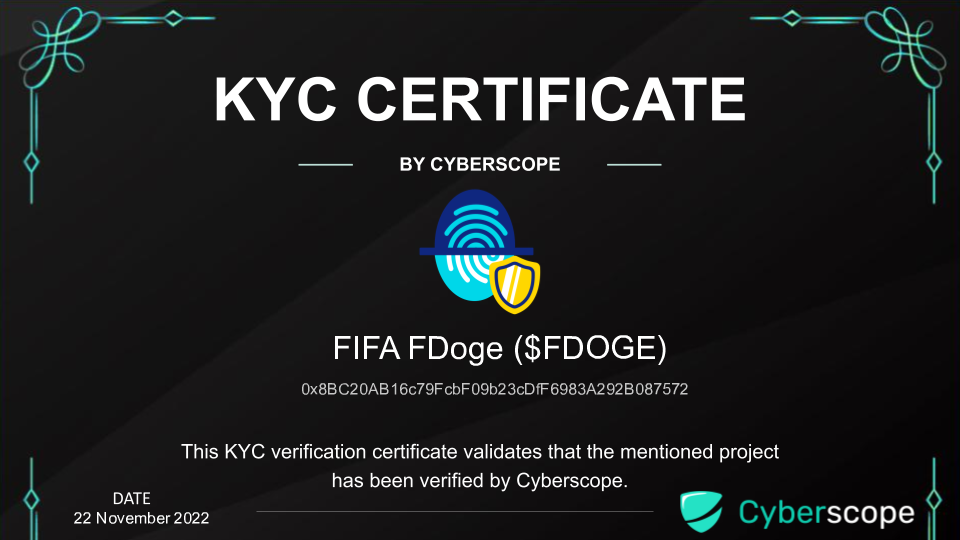 KYC CERTIFICATE
BY CYBERSCOPE
FIFA FDoge ($FDOGE)
0x8BC20AB16c79FcbF09b23cDfF6983A292B087572
This KYC verification certificate validates that the mentioned project
has been verified by Cyberscope.
DATE
22 November 2022
Cyberscope